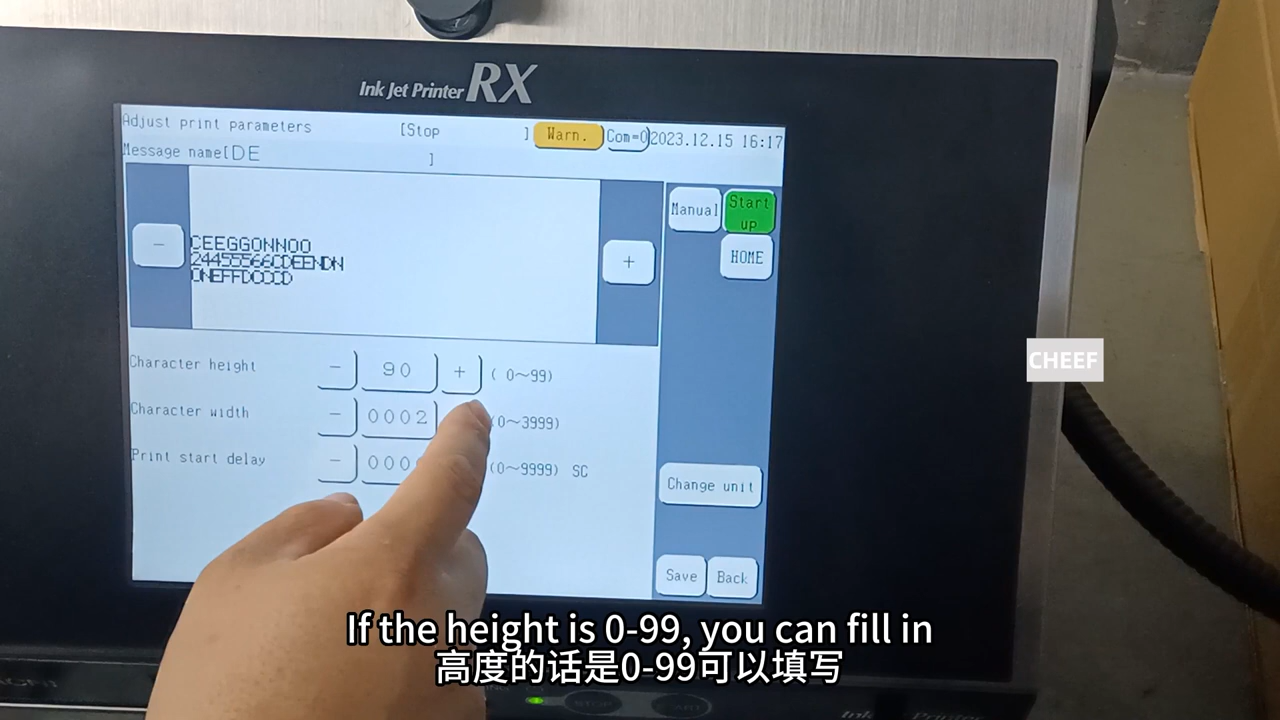 Ink Jet Printer RX
Adjust print parameters [Stop ] Warn. Com=0 2023.12.15 16:17
Message name[DE ]
Manual Start up
HOME
- +
CEEGGONNOO
24455566CDEENDN
ONEFFDCCCD
Character height - 90 + ( 0~99)
Character width - 0002 (0~3999)
Print start delay - (0~9999) SC
Change unit
Save Back
CHEEF
If the height is 0-99, you can fill in
高度的话是0-99可以填写